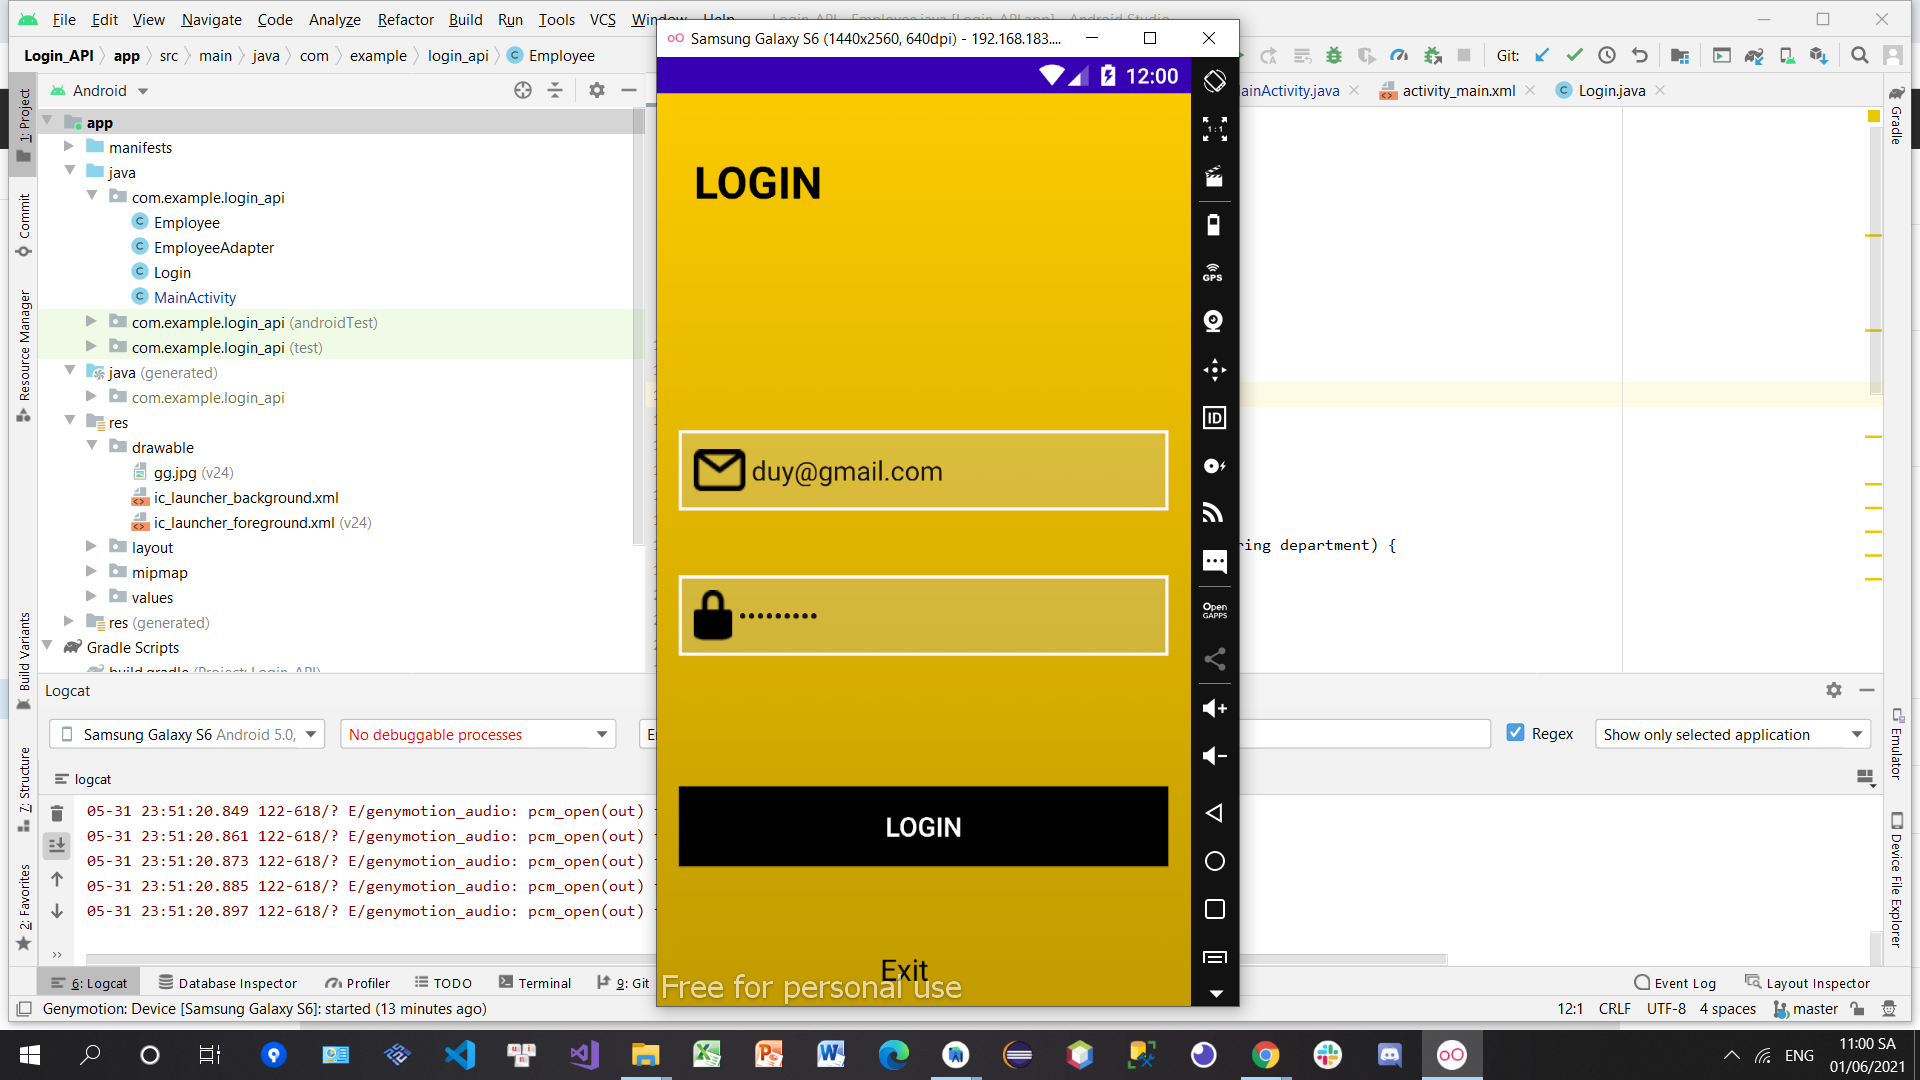 File Edit View Navigate Code Analyze Refactor Build Run Tools VCS Window Help Login_API - Employee.java [Login_API.app] - Android Studio
Samsung Galaxy S6 (1440x2560, 640dpi) - 192.168.183....
Login_API app src main java com example login_api Employee
Git:
Android
MainActivity.java activity_main.xml Login.java
12:00
app
manifests
java
com.example.login_api
Employee
EmployeeAdapter
Login
MainActivity
com.example.login_api (androidTest)
com.example.login_api (test)
java (generated)
com.example.login_api
res
drawable
gg.jpg (v24)
ic_launcher_background.xml
ic_launcher_foreground.xml (v24)
layout
mipmap
values
res (generated)
Gradle Scripts
build.gradle (Project: Login_API)
1: Project
Commit
Resource Manager
Build Variants
7: Structure
2: Favorites
LOGIN
duy@gmail.com
•••••••••
LOGIN
Exit
Free for personal use
1:1
GPS
ID
Open
GAPPS
ring department) {
Gradle
Emulator
Device File Explorer
Logcat
Samsung Galaxy S6 Android 5.0, No debuggable processes Regex Show only selected application
logcat
05-31 23:51:20.849 122-618/? E/genymotion_audio: pcm_open(out)
05-31 23:51:20.861 122-618/? E/genymotion_audio: pcm_open(out)
05-31 23:51:20.873 122-618/? E/genymotion_audio: pcm_open(out)
05-31 23:51:20.885 122-618/? E/genymotion_audio: pcm_open(out)
05-31 23:51:20.897 122-618/? E/genymotion_audio: pcm_open(out)
6: Logcat Database Inspector Profiler TODO Terminal 9: Git Event Log Layout Inspector
Genymotion: Device [Samsung Galaxy S6]: started (13 minutes ago) 12:1 CRLF UTF-8 4 spaces master
ENG 11:00 SA
01/06/2021